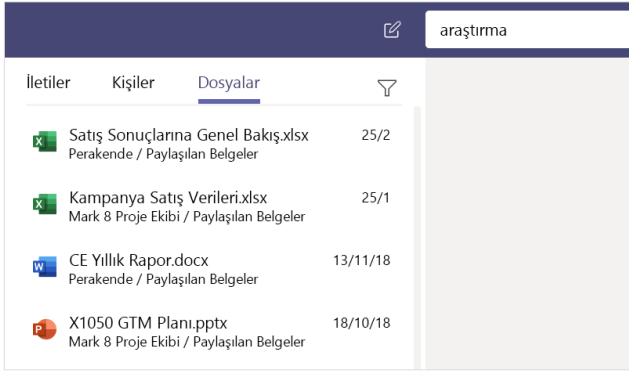 araştırma
İletiler Kişiler Dosyalar
Satış Sonuçlarına Genel Bakış.xlsx 25/2
Perakende / Paylaşılan Belgeler
Kampanya Satış Verileri.xlsx 25/1
Mark 8 Proje Ekibi / Paylaşılan Belgeler
CE Yıllık Rapor.docx 13/11/18
Perakende / Paylaşılan Belgeler
X1050 GTM Planı.pptx 18/10/18
Mark 8 Proje Ekibi / Paylaşılan Belgeler